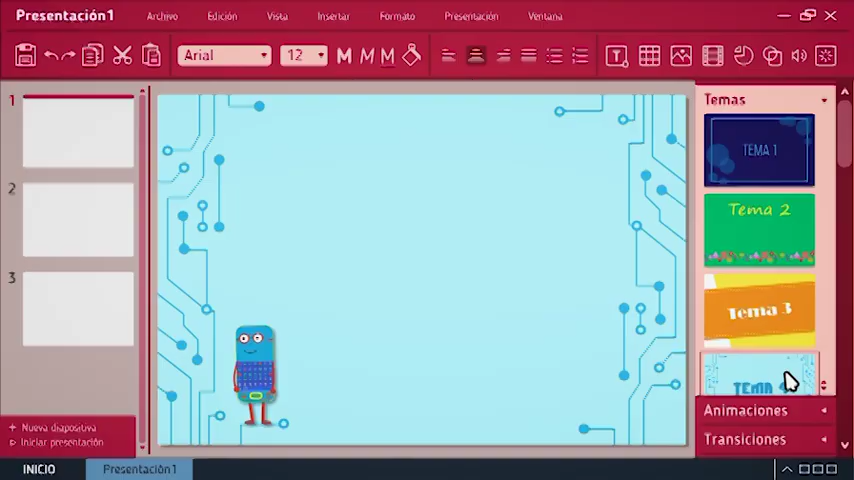 Presentación1
Archivo Edición Vista Insertar Formato Presentación Ventana
Arial 12 M M M
T
1
2
3
Temas
TEMA 1
Tema 2
Tema 3
TEMA
Animaciones
Transiciones
+ Nueva diapositiva
Iniciar presentación
INICIO Presentación1